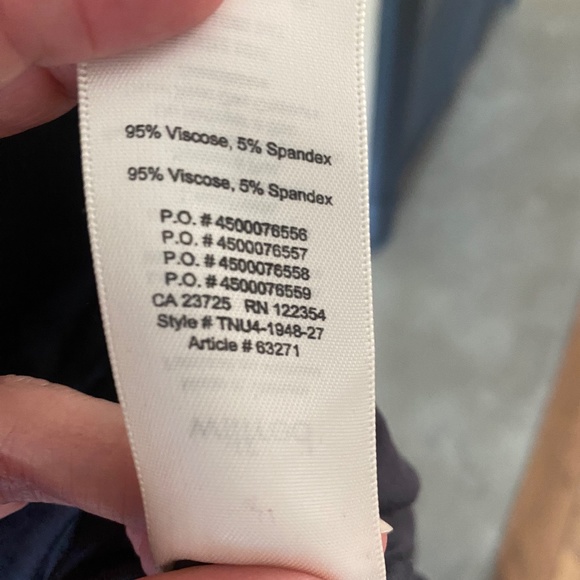 95% Viscose, 5% Spandex
95% Viscose, 5% Spandex
P.O. # 4500076556
P.O. # 4500076557
P.O. # 4500076558
P.O. # 4500076559
CA 23725 RN 122354
Style # TNU4-1948-27
Article # 63271